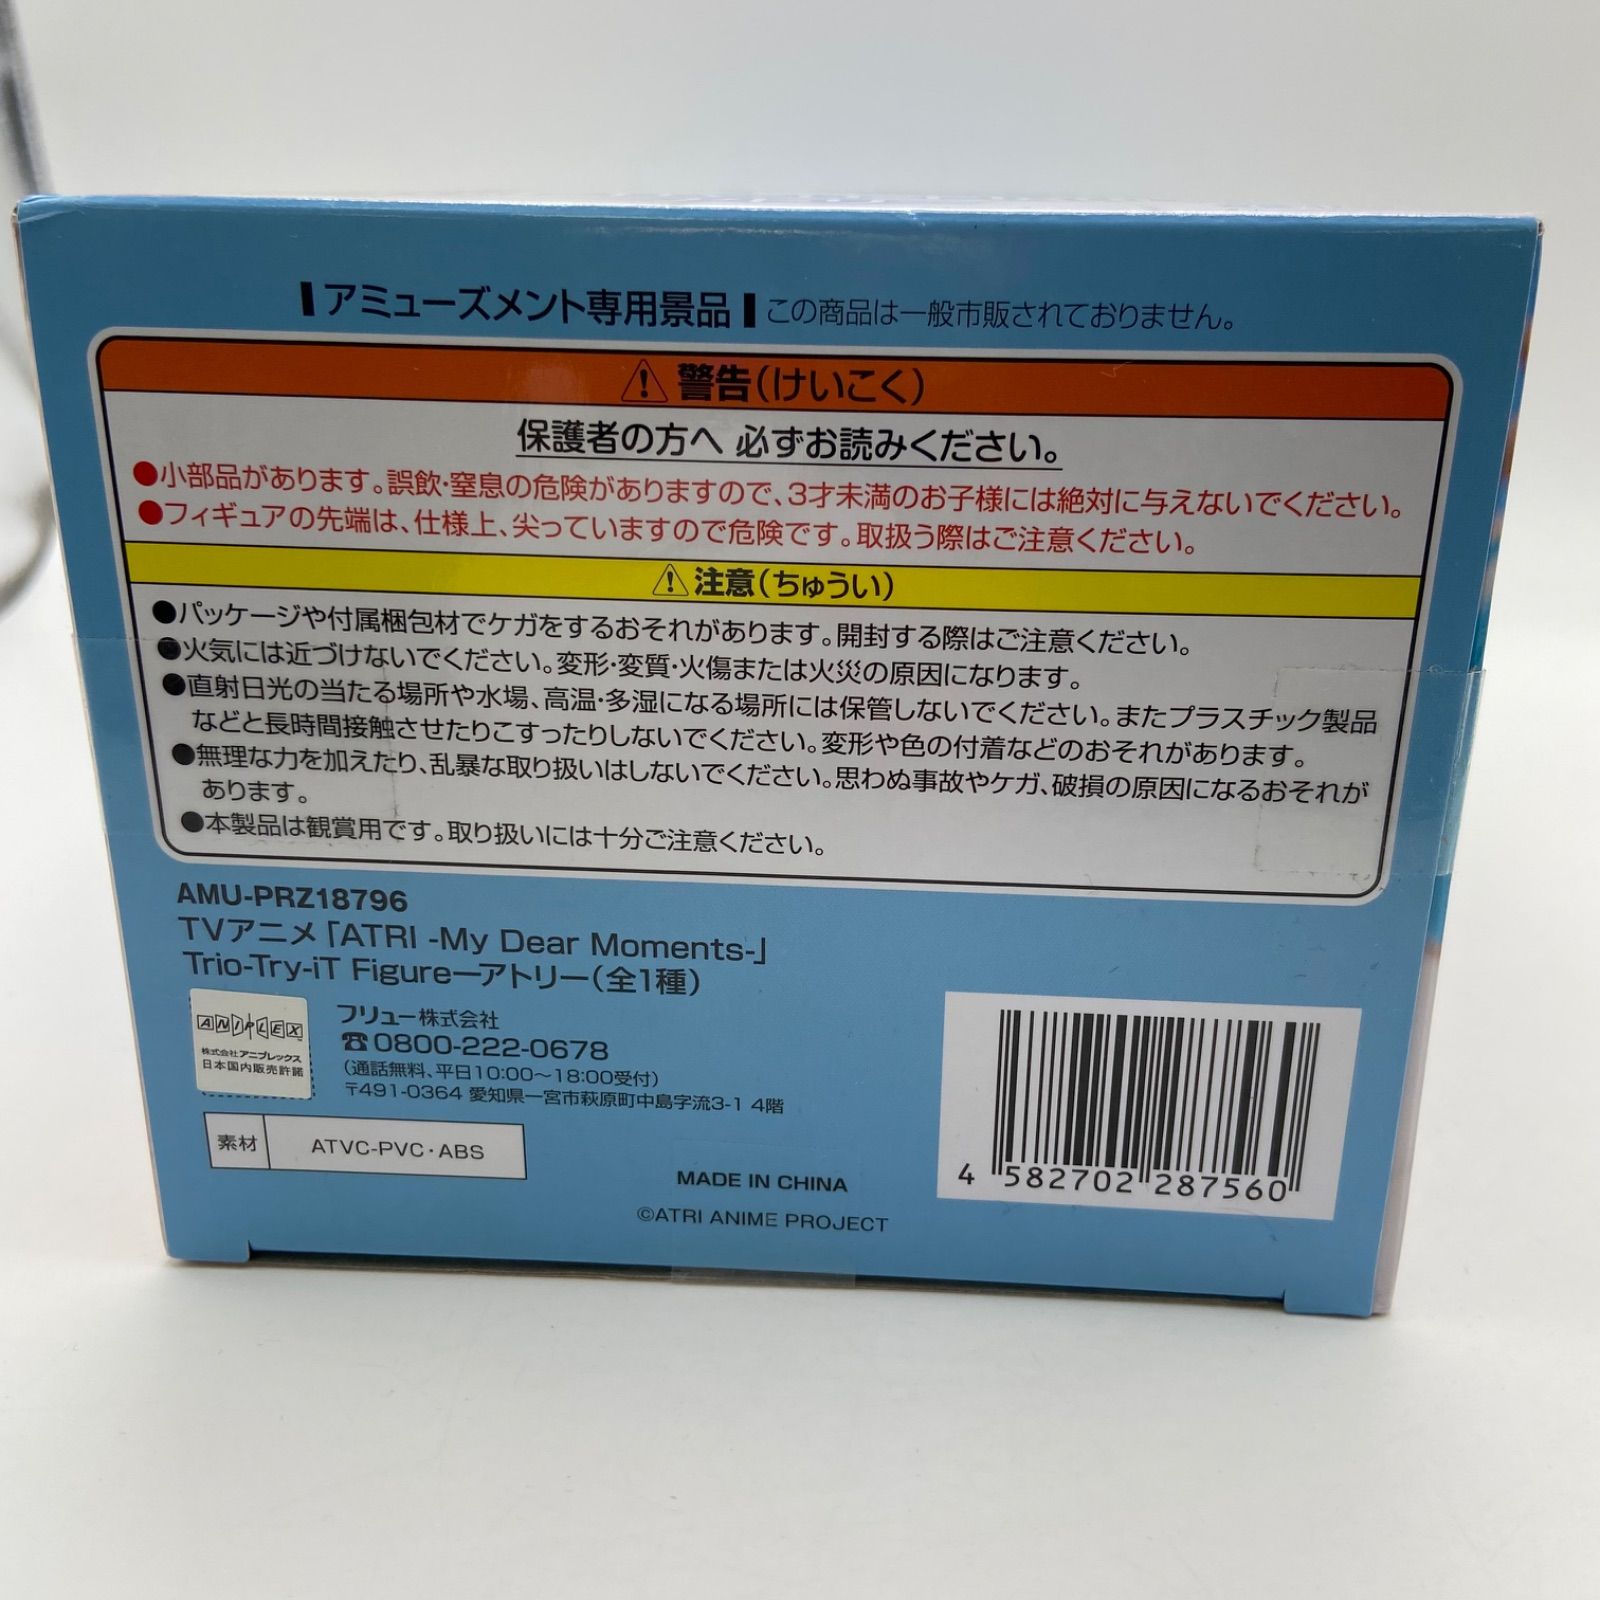 アミューズメント専用景品 この商品は一般市販されておりません。
警告(けいこく)
保護者の方へ 必ずお読みください。
●小部品があります。誤飲・窒息の危険がありますので、3才未満のお子様には絶対に与えないでください。
●フィギュアの先端は、仕様上、尖っていますので危険です。取扱う際はご注意ください。
注意(ちゅうい)
●パッケージや付属梱包材でケガをするおそれがあります。開封する際はご注意ください。
●火気には近づけないでください。変形・変質・火傷または火災の原因になります。
●直射日光の当たる場所や水場、高温・多湿になる場所には保管しないでください。またプラスチック製品
などと長時間接触させたりこすったりしないでください。変形や色の付着などのおそれがあります。
●無理な力を加えたり、乱暴な取り扱いはしないでください。思わぬ事故やケガ、破損の原因になるおそれが
あります。
●本製品は観賞用です。取り扱いには十分ご注意ください。
AMU-PRZ18796
TVアニメ「ATRI -My Dear Moments-」
Trio-Try-iT Figureーアトリー(全1種)
ANIPLEX
株式会社アニプレックス
日本国内販売許諾
フリュー株式会社
☎0800-222-0678
(通話無料、平日10:00〜18:00受付)
〒491-0364 愛知県一宮市萩原町中島字流3-1 4階
素材 ATVC-PVC・ABS
MADE IN CHINA
©ATRI ANIME PROJECT
4 582702 287560